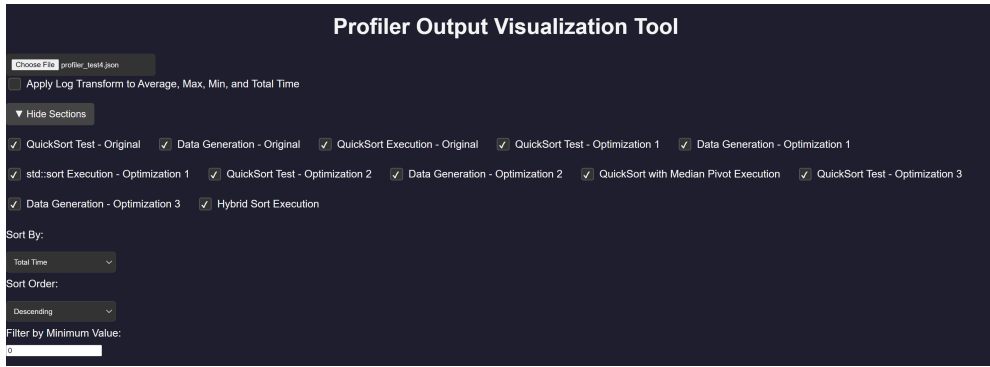 Profiler Output Visualization Tool
Choose File profiler_test4.json
Apply Log Transform to Average, Max, Min, and Total Time
▼ Hide Sections
QuickSort Test - Original Data Generation - Original QuickSort Execution - Original QuickSort Test - Optimization 1 Data Generation - Optimization 1
std::sort Execution - Optimization 1 QuickSort Test - Optimization 2 Data Generation - Optimization 2 QuickSort with Median Pivot Execution QuickSort Test - Optimization 3
Data Generation - Optimization 3 Hybrid Sort Execution
Sort By:
Total Time
Sort Order:
Descending
Filter by Minimum Value:
0